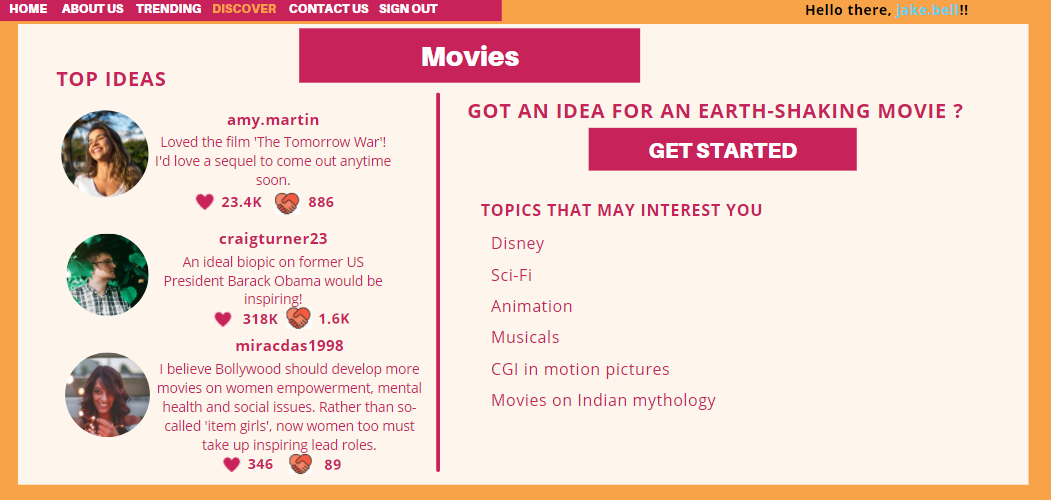 HOME ABOUT US TRENDING DISCOVER CONTACT US SIGN OUT
Hello there, jake.bell!!
Movies
TOP IDEAS
amy.martin
Loved the film 'The Tomorrow War'!
I'd love a sequel to come out anytime
soon.
23.4K 886
craigturner23
An ideal biopic on former US
President Barack Obama would be
inspiring!
318K 1.6K
miracdas1998
I believe Bollywood should develop more
movies on women empowerment, mental
health and social issues. Rather than so-
called 'item girls', now women too must
take up inspiring lead roles.
346 89
GOT AN IDEA FOR AN EARTH-SHAKING MOVIE ?
GET STARTED
TOPICS THAT MAY INTEREST YOU
Disney
Sci-Fi
Animation
Musicals
CGI in motion pictures
Movies on Indian mythology